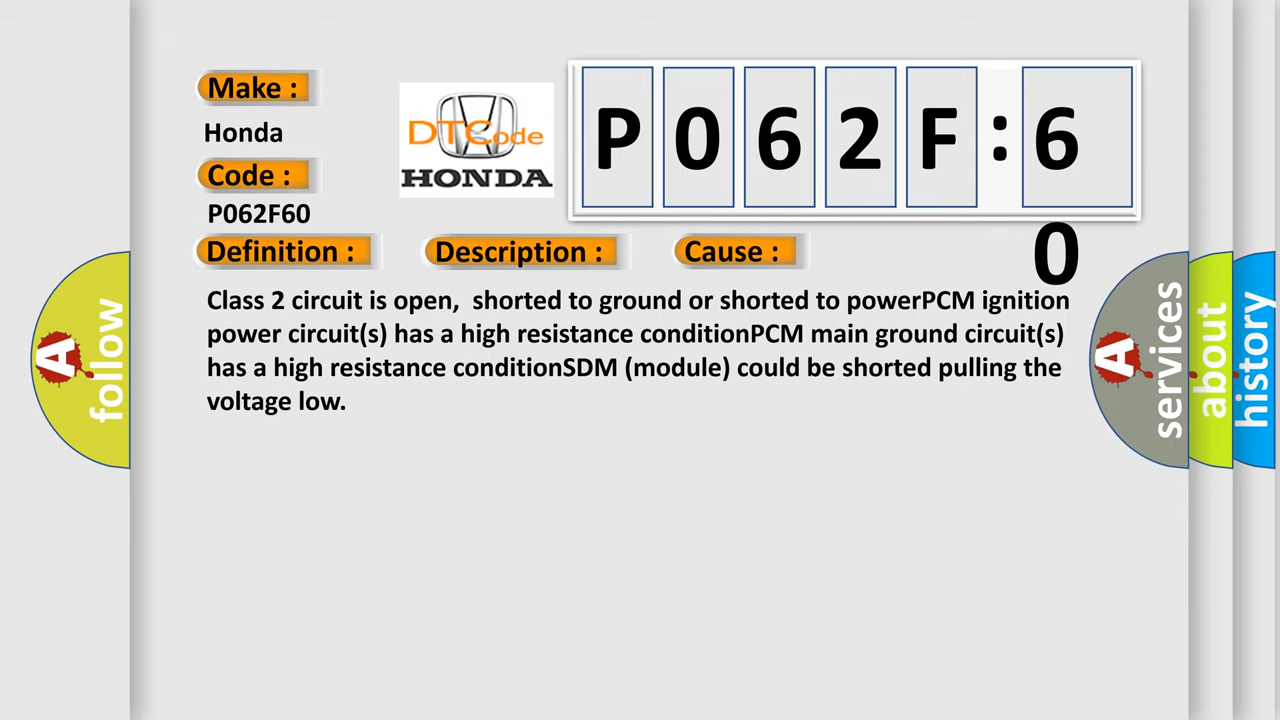 Make :
Honda
Code :
P062F60
DTCode
HONDA
P062F:60
Definition :
Description :
Cause :
Class 2 circuit is open,  shorted to ground or shorted to powerPCM ignition
power circuit(s) has a high resistance conditionPCM main ground circuit(s)
has a high resistance conditionSDM (module) could be shorted pulling the
voltage low.
A
follow
A
services
about
history